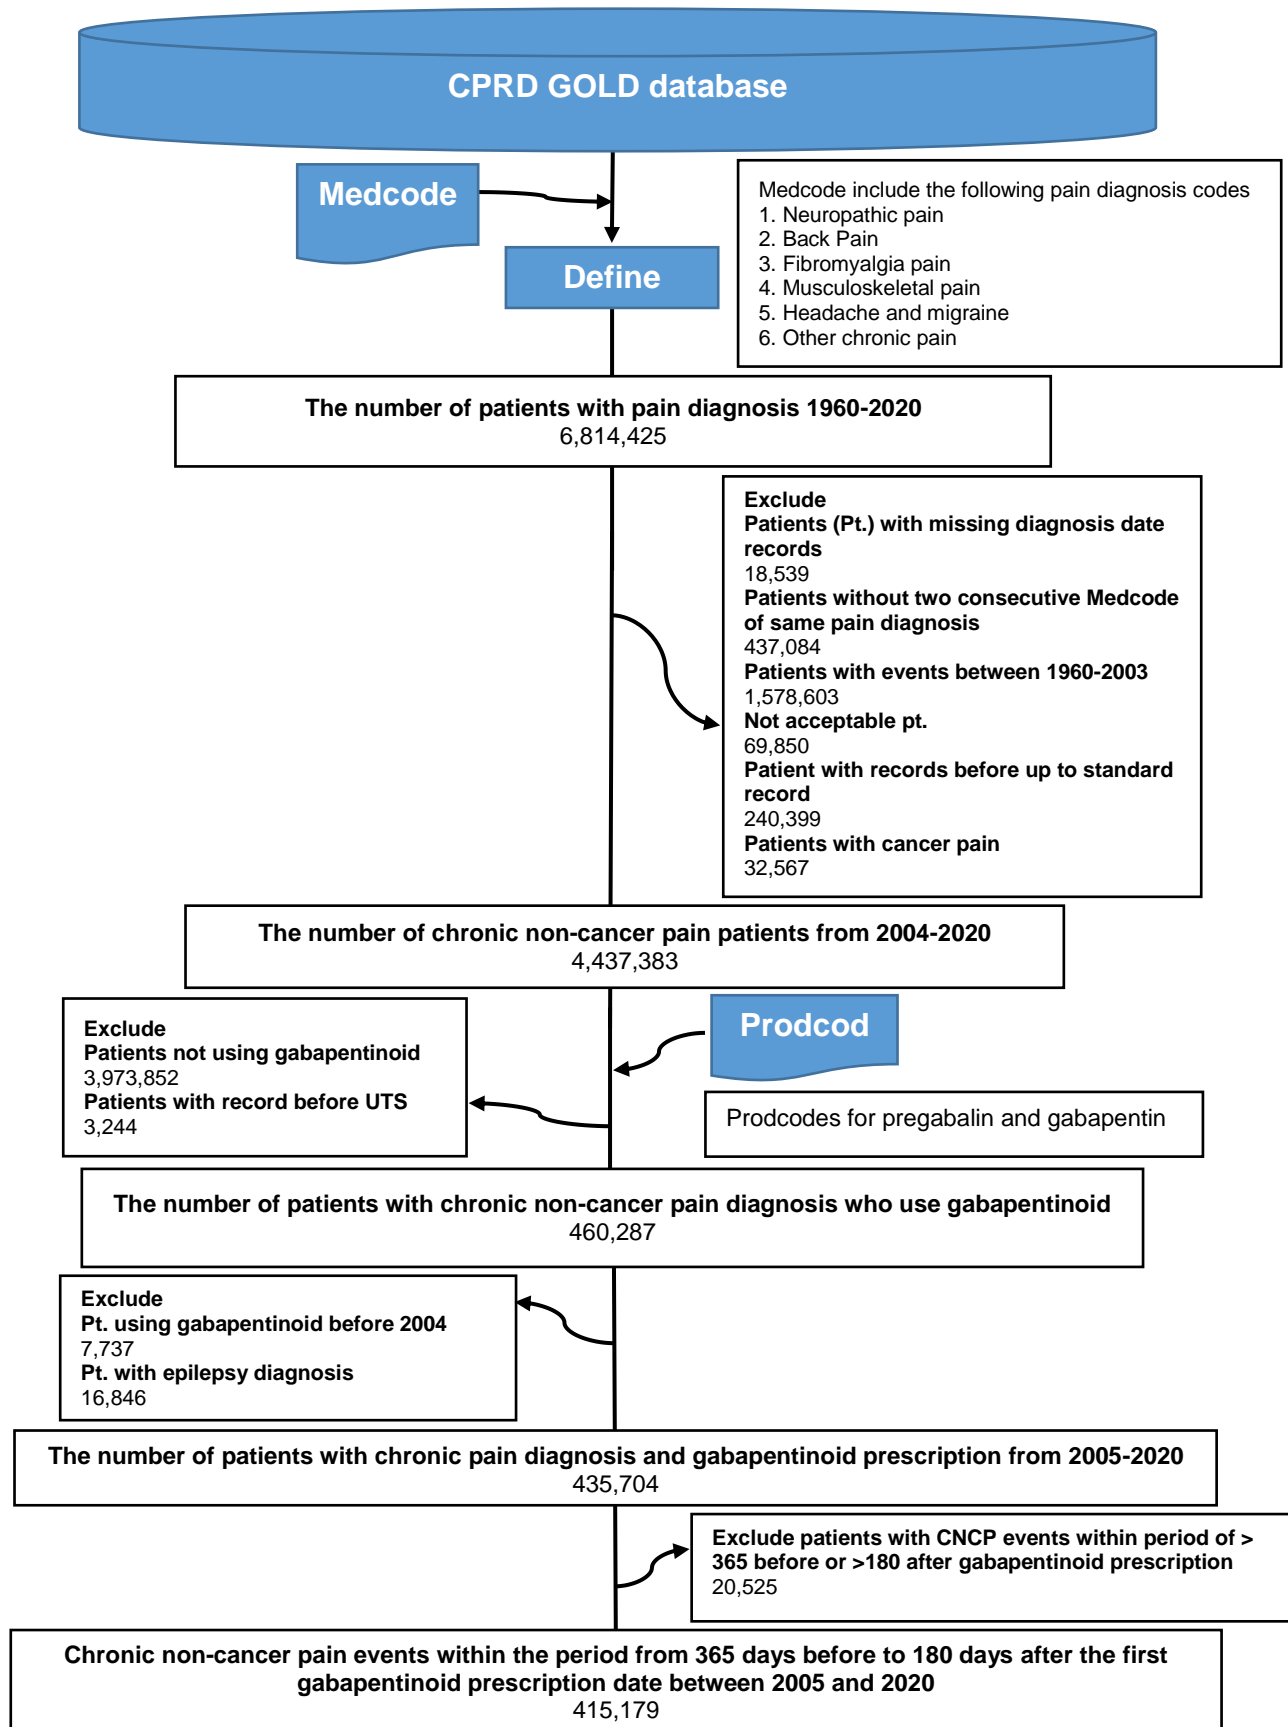 CPRD GOLD database
Medcode
Define
Medcode include the following pain diagnosis codes
1. Neuropathic pain
2. Back Pain
3. Fibromyalgia pain
4. Musculoskeletal pain
5. Headache and migraine
6. Other chronic pain
The number of patients with pain diagnosis 1960-2020
6,814,425
Exclude
Patients (Pt.) with missing diagnosis date
records
18,539
Patients without two consecutive Medcode
of same pain diagnosis
437,084
Patients with events between 1960-2003
1,578,603
Not acceptable pt.
69,850
Patient with records before up to standard
record
240,399
Patients with cancer pain
32,567
The number of chronic non-cancer pain patients from 2004-2020
4,437,383
Prodcod
Exclude
Patients not using gabapentinoid
3,973,852
Patients with record before UTS
3,244
Prodcodes for pregabalin and gabapentin
The number of patients with chronic non-cancer pain diagnosis who use gabapentinoid
460,287
Exclude
Pt. using gabapentinoid before 2004
7,737
Pt. with epilepsy diagnosis
16,846
The number of patients with chronic pain diagnosis and gabapentinoid prescription from 2005-2020
435,704
Exclude patients with CNCP events within period of >
365 before or >180 after gabapentinoid prescription
20,525
Chronic non-cancer pain events within the period from 365 days before to 180 days after the first
gabapentinoid prescription date between 2005 and 2020
415,179